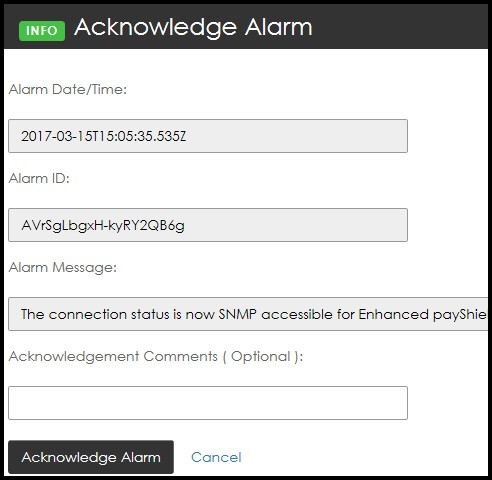 INFO Acknowledge Alarm
Alarm Date/Time:
2017-03-15T15:05:35.535Z
Alarm ID:
AVrSgLbgxH-kyRY2QB6g
Alarm Message:
The connection status is now SNMP accessible for Enhanced payShie
Acknowledgement Comments ( Optional ):
Acknowledge Alarm Cancel